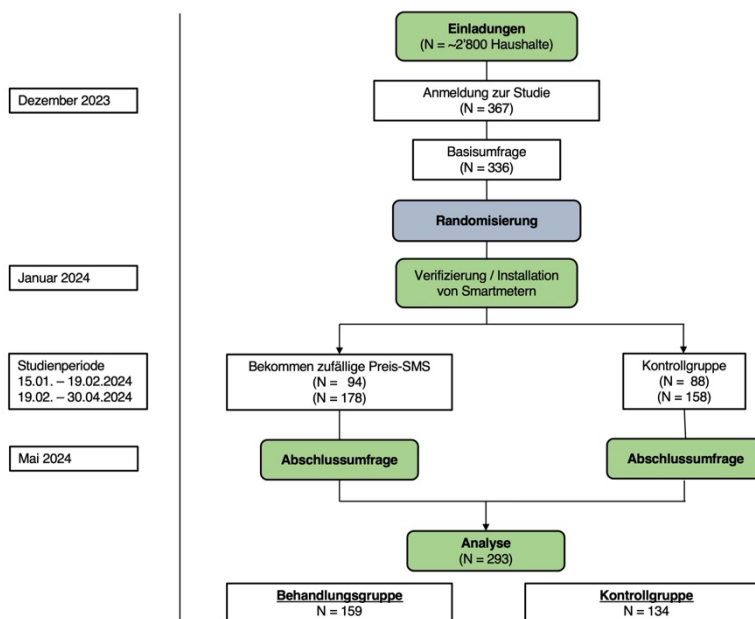 Einladungen
(N = ~2'800 Haushalte)
Dezember 2023
Anmeldung zur Studie
(N = 367)
Basisumfrage
(N = 336)
Randomisierung
Januar 2024
Verifizierung / Installation
von Smartmetern
Studienperiode
15.01. – 19.02.2024
19.02. – 30.04.2024
Bekommen zufällige Preis-SMS
(N = 94)
(N = 178)
Kontrollgruppe
(N = 88)
(N = 158)
Mai 2024
Abschlussumfrage
Abschlussumfrage
Analyse
(N = 293)
Behandlungsgruppe
N = 159
Kontrollgruppe
N = 134